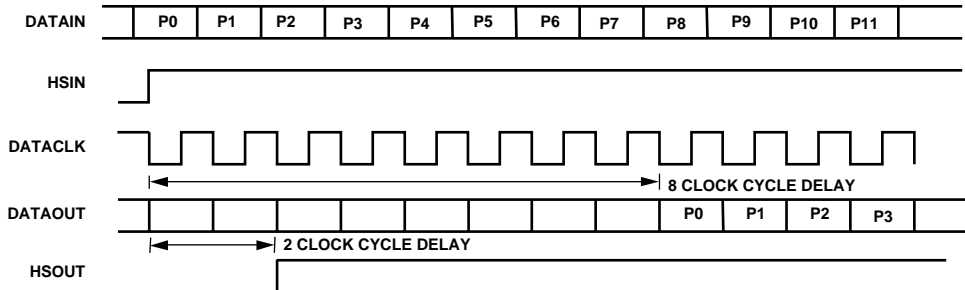 DATAIN P0 P1 P2 P3 P4 P5 P6 P7 P8 P9 P10 P11
HSIN
DATACLK
8 CLOCK CYCLE DELAY
DATAOUT P0 P1 P2 P3
2 CLOCK CYCLE DELAY
HSOUT